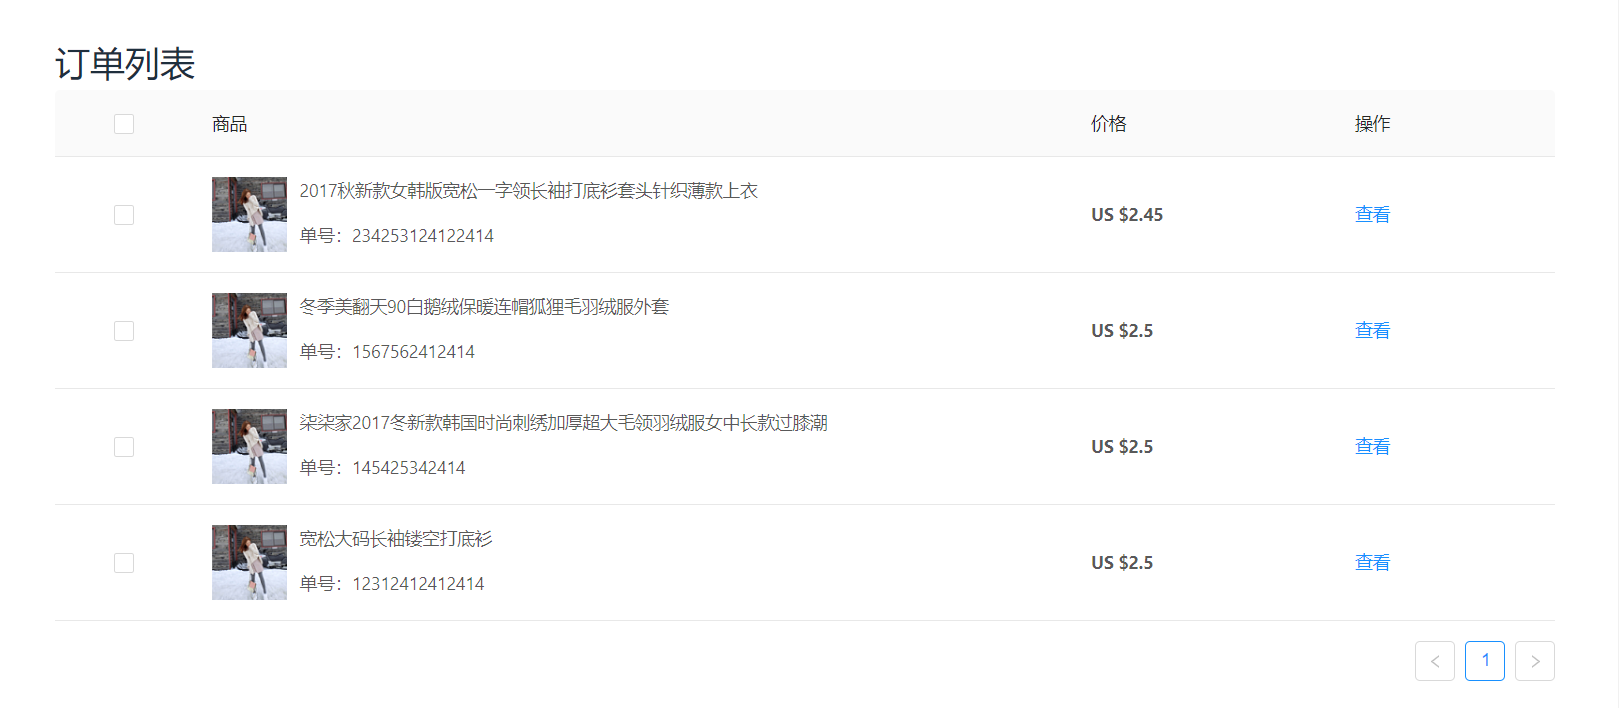 订单列表
商品 价格 操作
2017秋新款女韩版宽松一字领长袖打底衫套头针织薄款上衣
单号：234253124122414
US $2.45 查看
冬季美翻天90白鹅绒保暖连帽狐狸毛羽绒服外套
单号：1567562412414
US $2.5 查看
柒柒家2017冬新款韩国时尚刺绣加厚超大毛领羽绒服女中长款过膝潮
单号：145425342414
US $2.5 查看
宽松大码长袖镂空打底衫
单号：12312412412414
US $2.5 查看
1